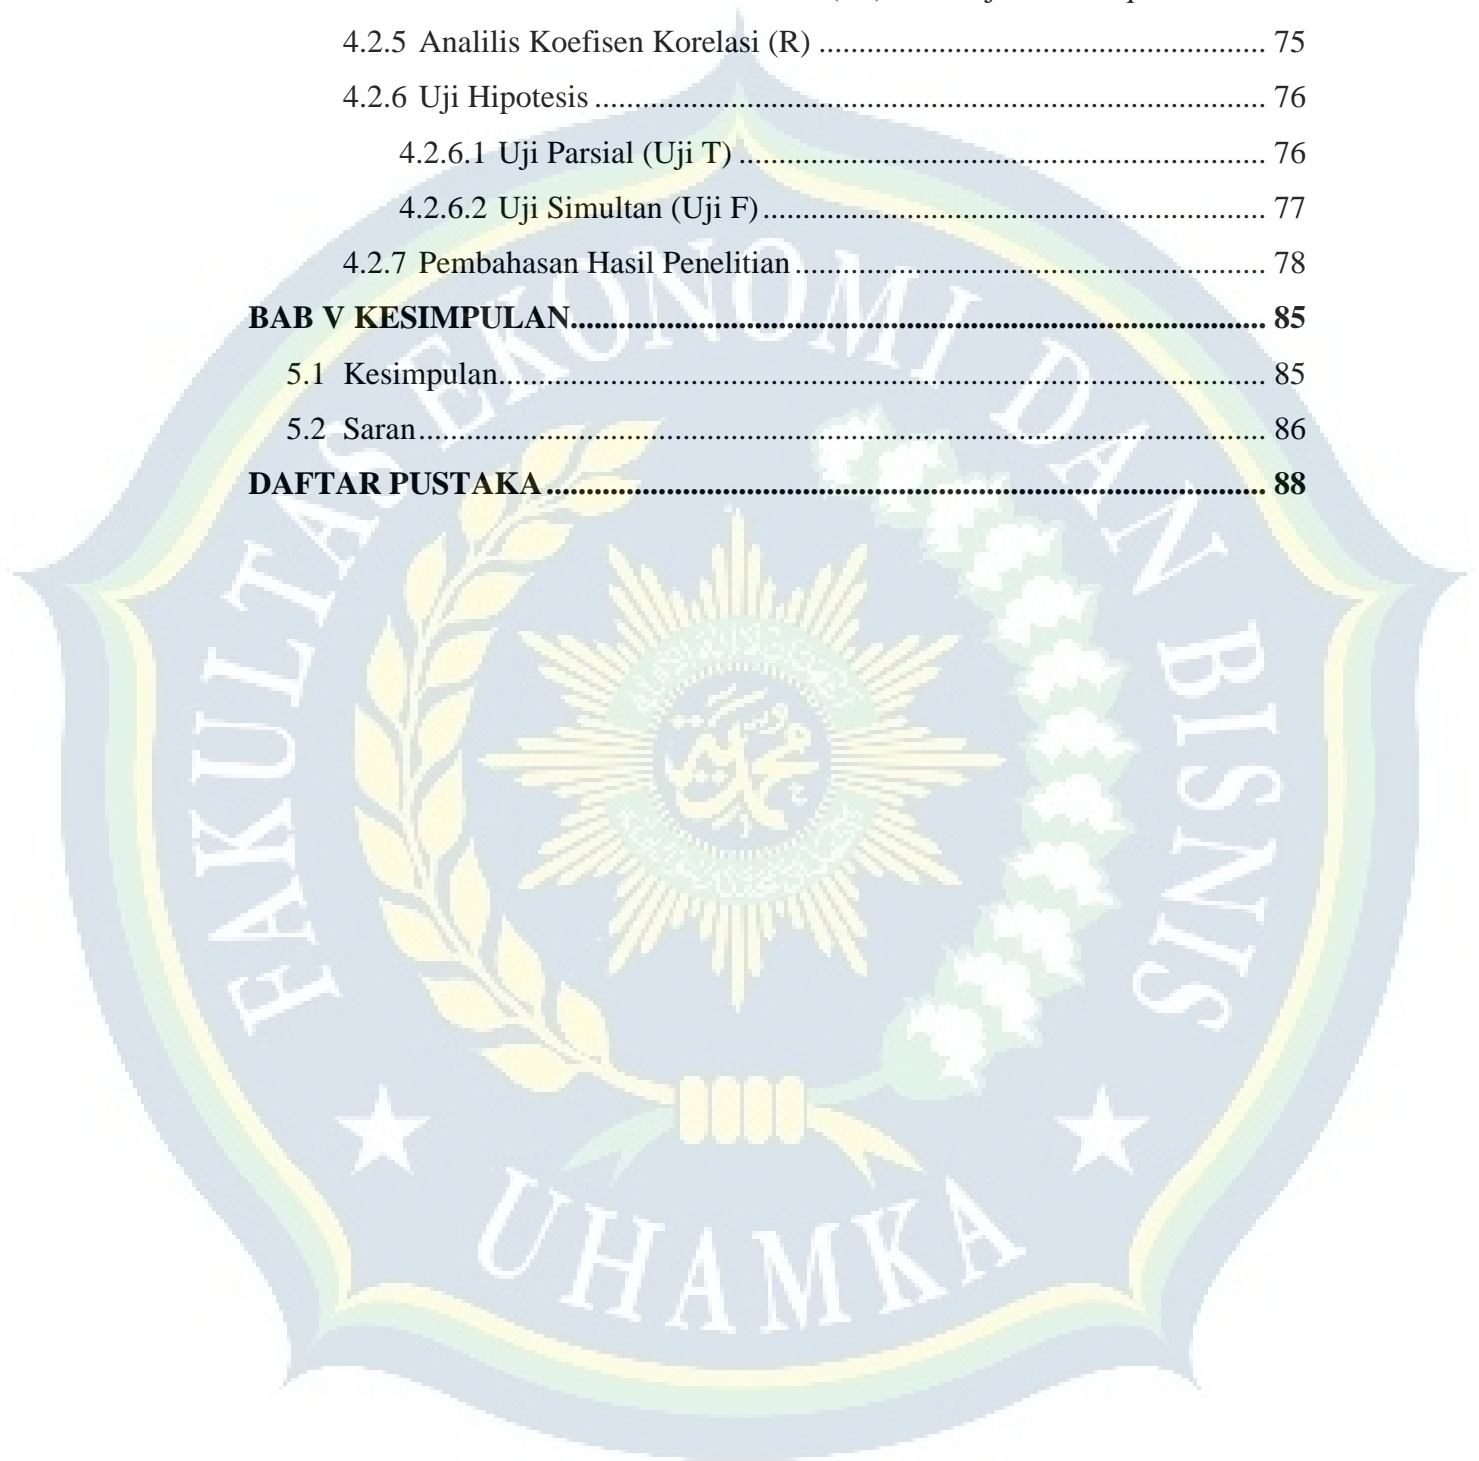 4.2.5 Analilis Koefisen Korelasi (R) ........................................................ 75
4.2.6 Uji Hipotesis .................................................................................... 76
4.2.6.1 Uji Parsial (Uji T) .................................................................. 76
4.2.6.2 Uji Simultan (Uji F) ............................................................... 77
4.2.7 Pembahasan Hasil Penelitian ........................................................... 78
BAB V KESIMPULAN....................................................................................... 85
5.1 Kesimpulan................................................................................................ 85
5.2 Saran.......................................................................................................... 86
DAFTAR PUSTAKA .......................................................................................... 88
FAKULTAS EKONOMI DAN BISNIS
UHAMKA